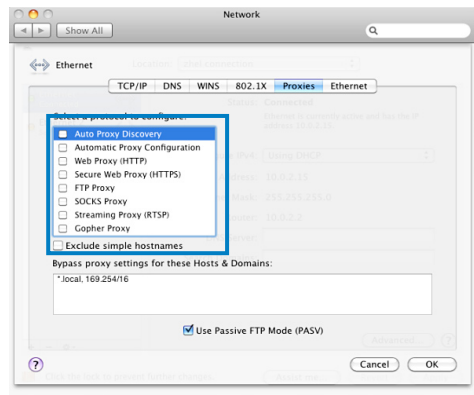 Network
Show All
Ethernet
TCP/IP DNS WINS 802.1X Proxies Ethernet
Select a protocol to configure:
Auto Proxy Discovery
Automatic Proxy Configuration
Web Proxy (HTTP)
Secure Web Proxy (HTTPS)
FTP Proxy
SOCKS Proxy
Streaming Proxy (RTSP)
Gopher Proxy
Exclude simple hostnames
Bypass proxy settings for these Hosts & Domains:
*.local, 169.254/16
Use Passive FTP Mode (PASV)
Advanced...
? Cancel OK